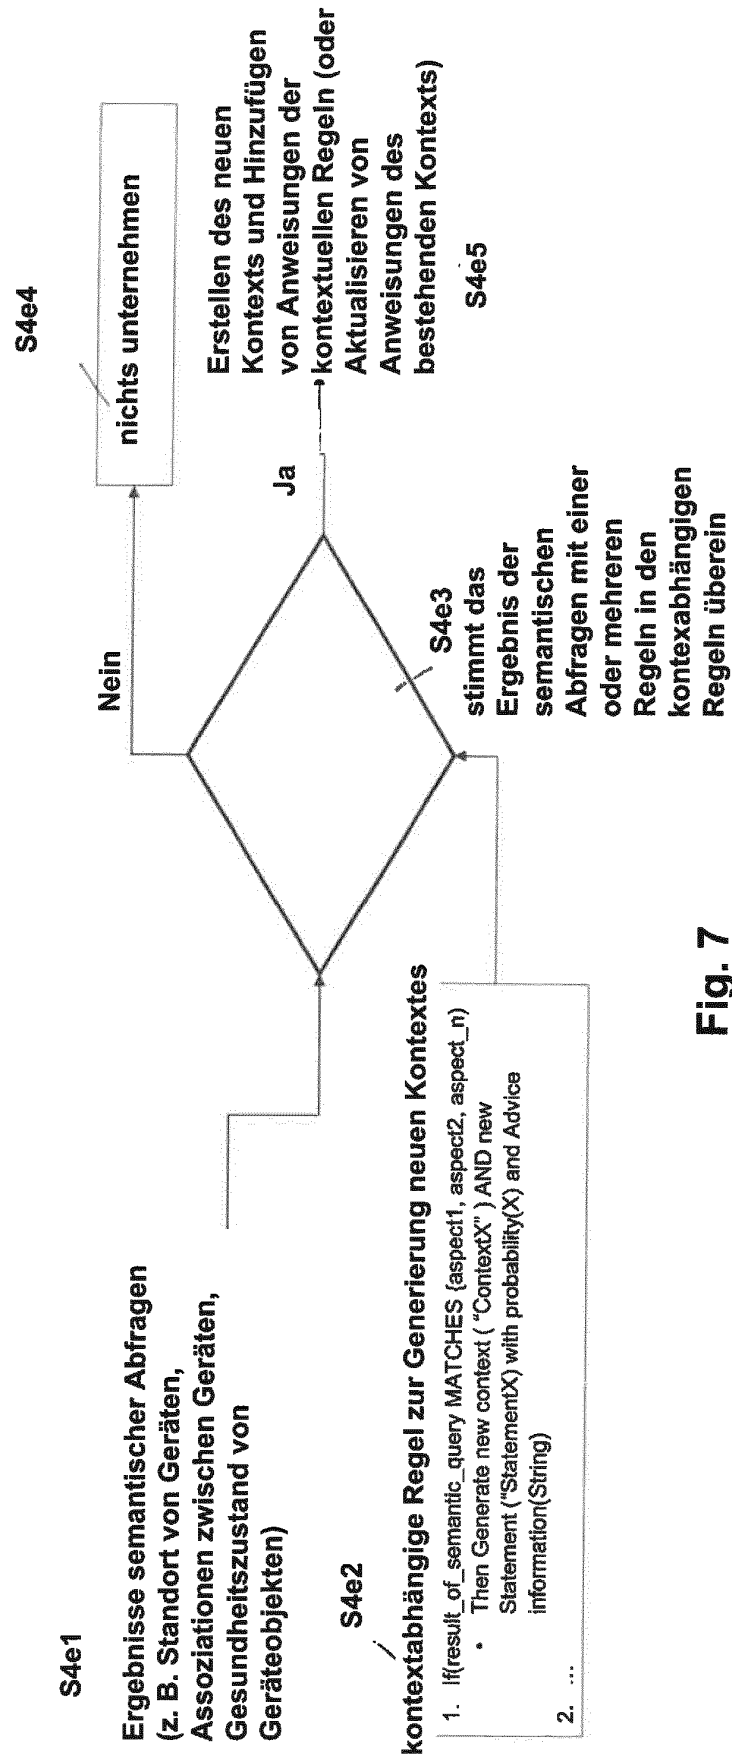 S4e1
Ergebnisse semantischer Abfragen
(z. B. Standort von Geräten,
Assoziationen zwischen Geräten,
Gesundheitszustand von
Geräteobjekten)
S4e2
kontextabhängige Regel zur Generierung neuen Kontextes
1. If(result_of_semantic_query MATCHES {aspect1, aspect2, aspect_n)
• Then Generate new context ( "ContextX" ) AND new
Statement ("StatementX) with probability(X) and Advice
information(String)
2. ...
Nein
S4e4
nichts unternehmen
Ja
Erstellen des neuen
Kontexts und Hinzufügen
von Anweisungen der
kontextuellen Regeln (oder
Aktualisieren von
Anweisungen des
bestehenden Kontexts)
S4e5
S4e3
stimmt das
Ergebnis der
semantischen
Abfragen mit einer
oder mehreren
Regeln in den
kontexabhängigen
Regeln überein
Fig. 7